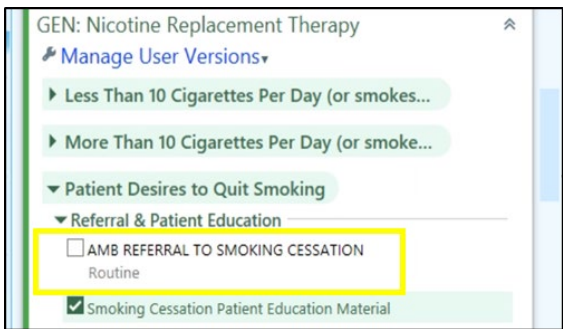 GEN: Nicotine Replacement Therapy
Manage User Versions
Less Than 10 Cigarettes Per Day (or smokes...
More Than 10 Cigarettes Per Day (or smoke...
Patient Desires to Quit Smoking
Referral & Patient Education
AMB REFERRAL TO SMOKING CESSATION
Routine
Smoking Cessation Patient Education Material